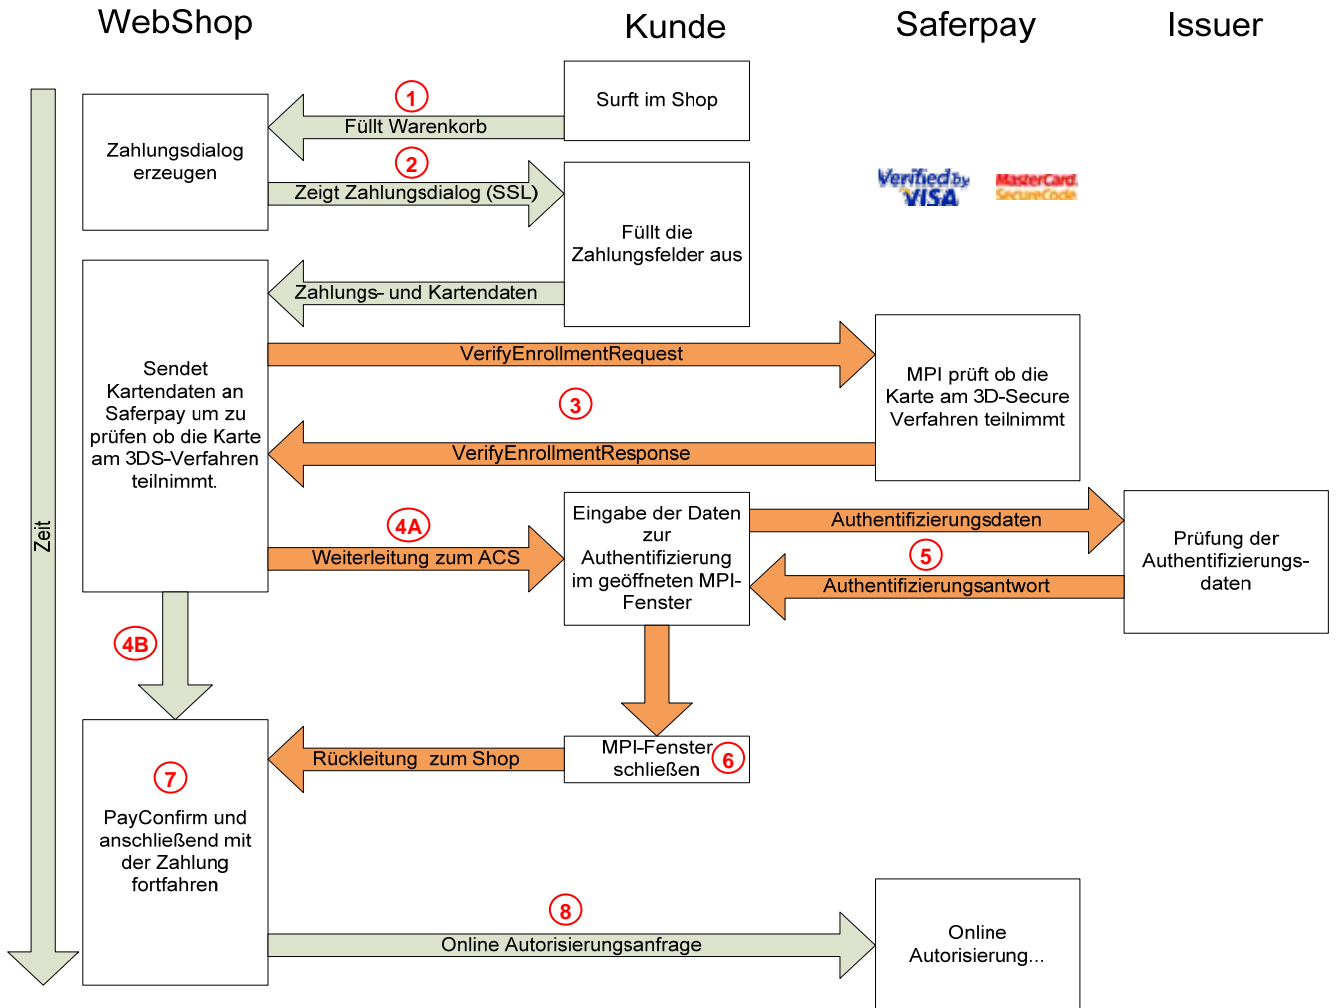 WebShop
Kunde
Saferpay
Issuer
Surft im Shop
1
Füllt Warenkorb
Zahlungsdialog
erzeugen
2
Zeigt Zahlungsdialog (SSL)
Verified by
VISA
MasterCard.
SecureCode.
Füllt die
Zahlungsfelder aus
Zahlungs- und Kartendaten
Sendet
Kartendaten an
Saferpay um zu
prüfen ob die Karte
am 3DS-Verfahren
teilnimmt.
VerifyEnrollmentRequest
3
VerifyEnrollmentResponse
MPI prüft ob die
Karte am 3D-Secure
Verfahren teilnimmt
Zeit
4A
Weiterleitung zum ACS
Eingabe der Daten
zur
Authentifizierung
im geöffneten MPI-
Fenster
Authentifizierungsdaten
5
Authentifizierungsantwort
Prüfung der
Authentifizierungs-
daten
4B
MPI-Fenster
schließen
6
Rückleitung  zum Shop
7
PayConfirm und
anschließend mit
der Zahlung
fortfahren
8
Online Autorisierungsanfrage
Online
Autorisierung...